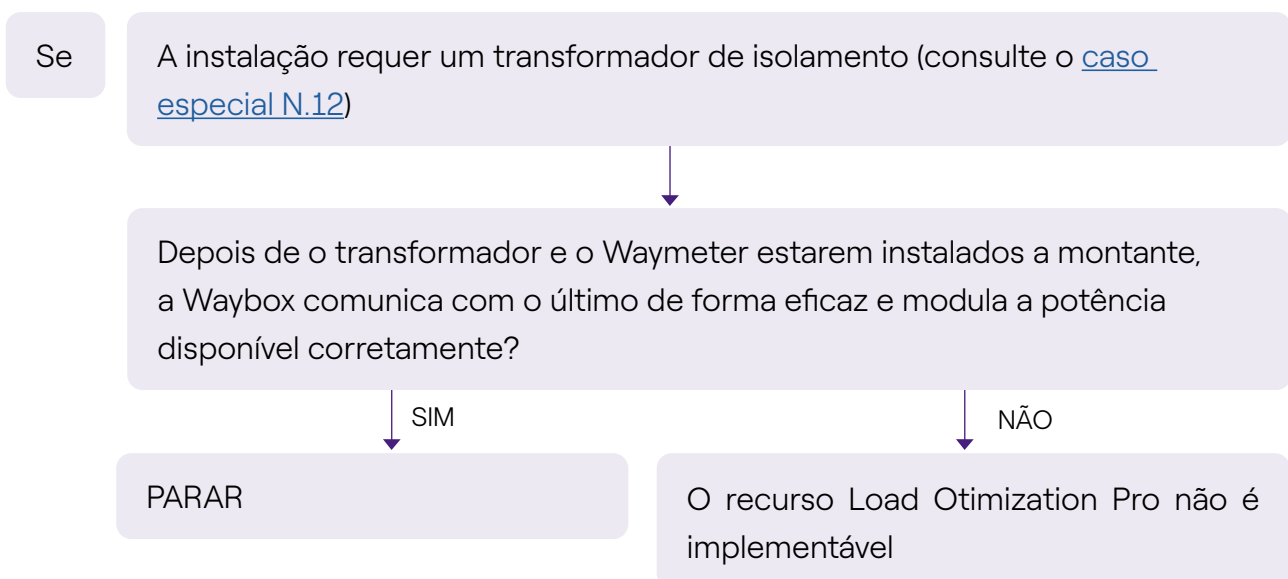 Se
A instalação requer um transformador de isolamento (consulte o caso
especial N.12)
Depois de o transformador e o Waymeter estarem instalados a montante,
a Waybox comunica com o último de forma eficaz e modula a potência
disponível corretamente?
SIM
NÃO
PARAR
O recurso Load Otimization Pro não é
implementável